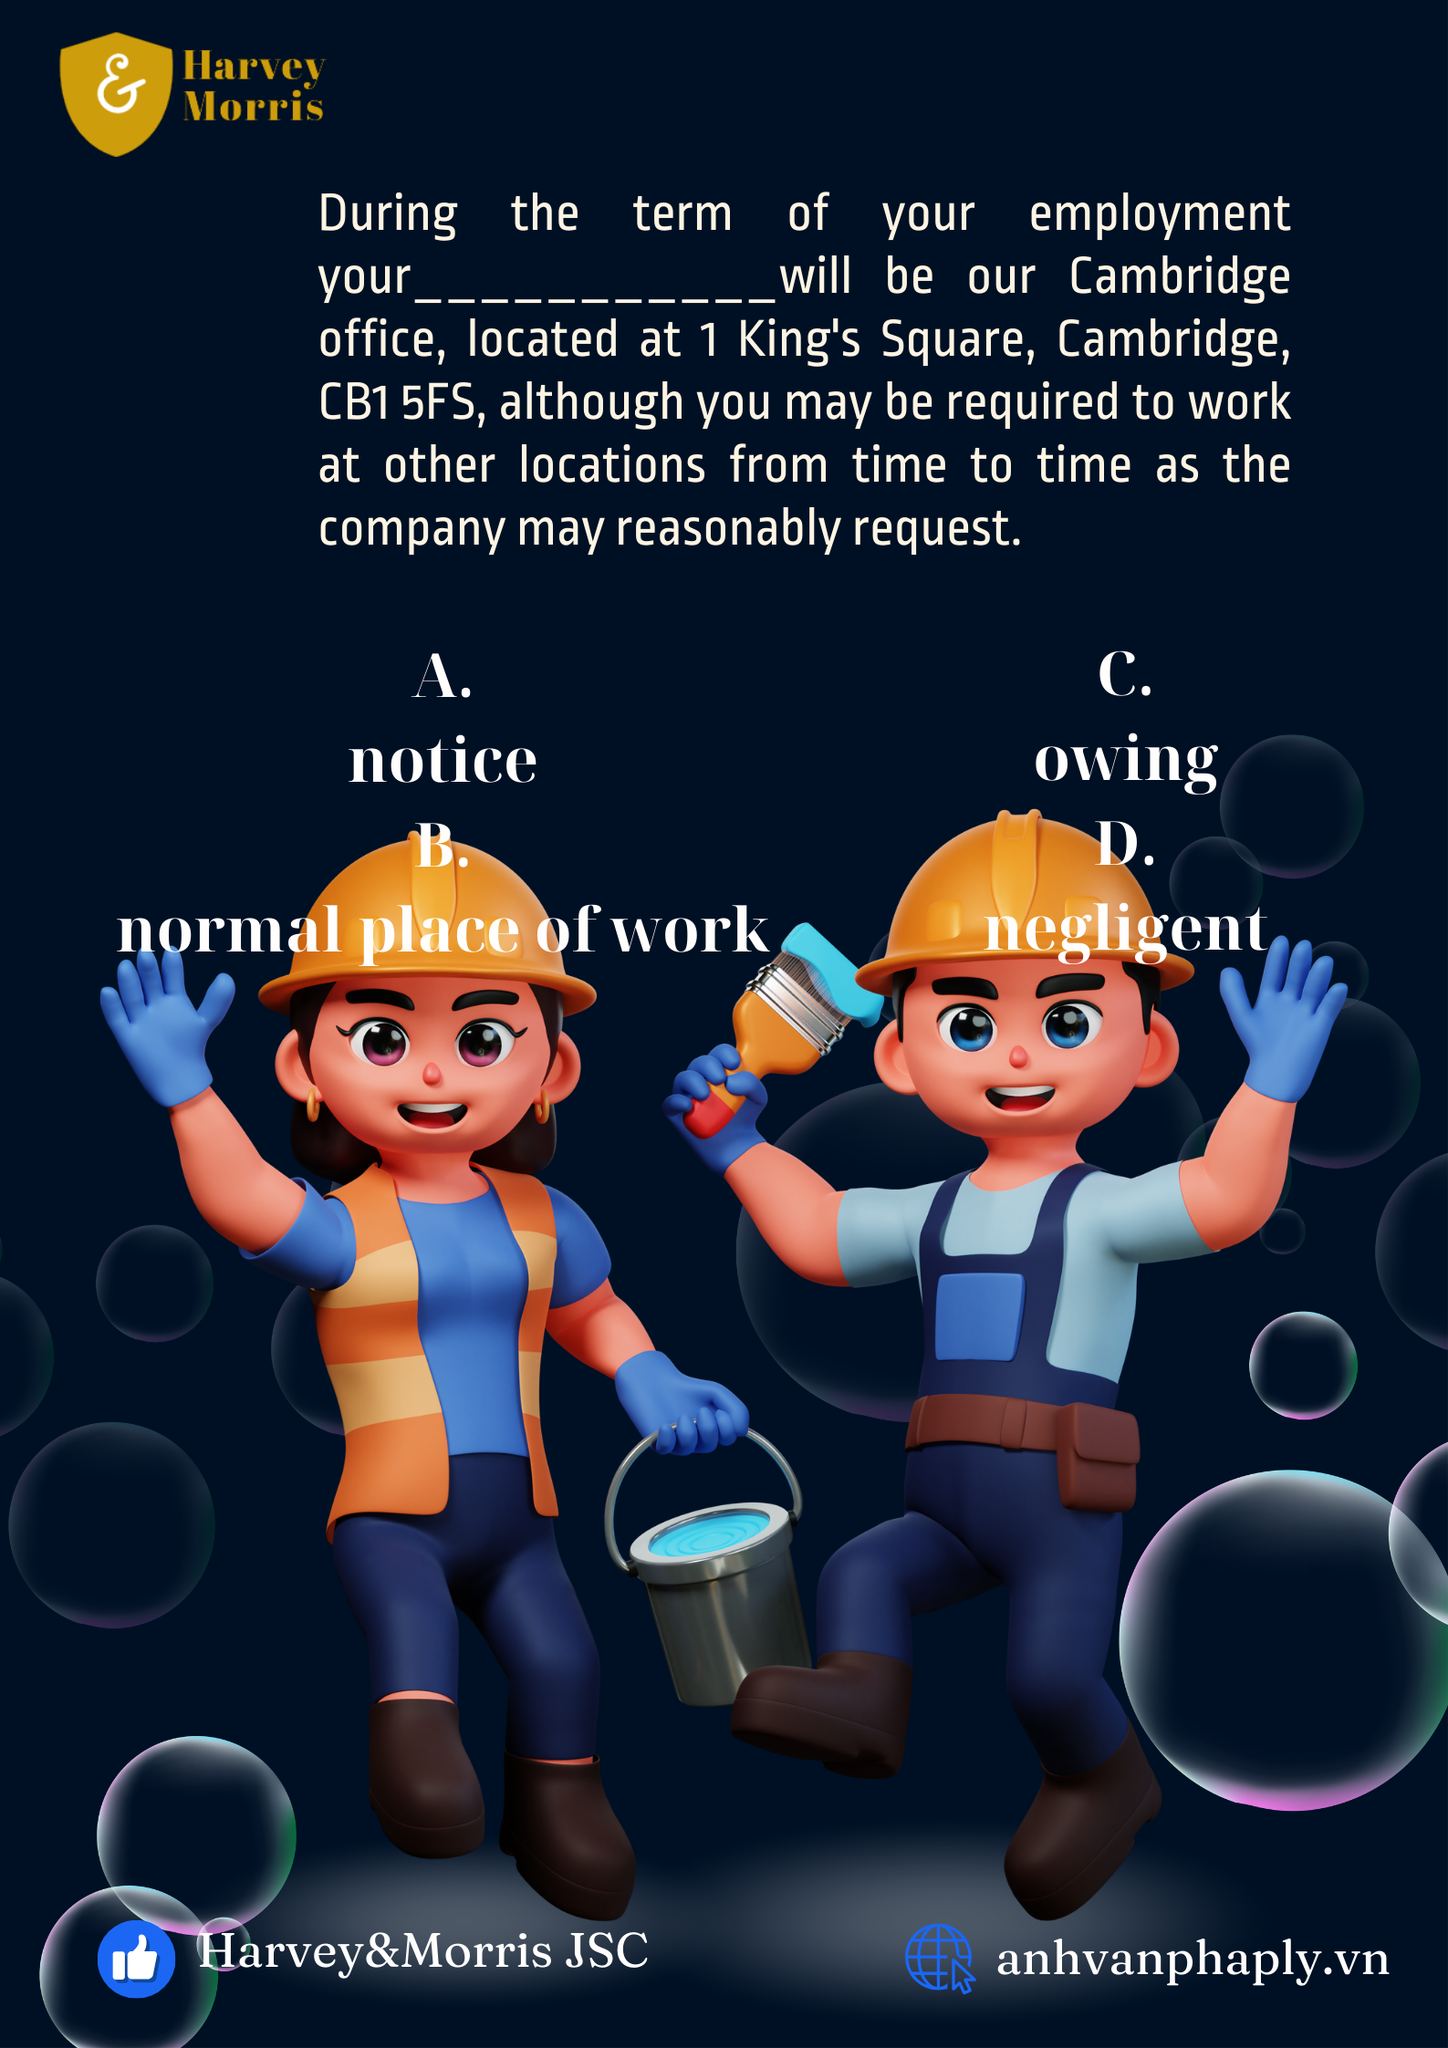 &
Harvey
Morris
During the term of your employment
your___________will be our Cambridge
office, located at 1 King's Square, Cambridge,
CB1 5FS, although you may be required to work
at other locations from time to time as the
company may reasonably request.
A.
notice
B.
normal place of work
C.
owing
D.
negligent
Harvey&Morris JSC
anhvanphaply.vn